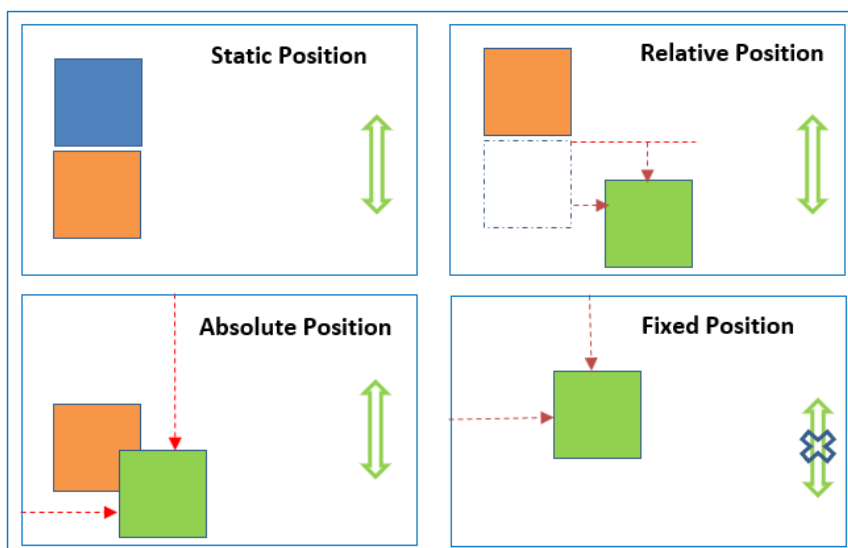 Static Position
Relative Position
Absolute Position
Fixed Position